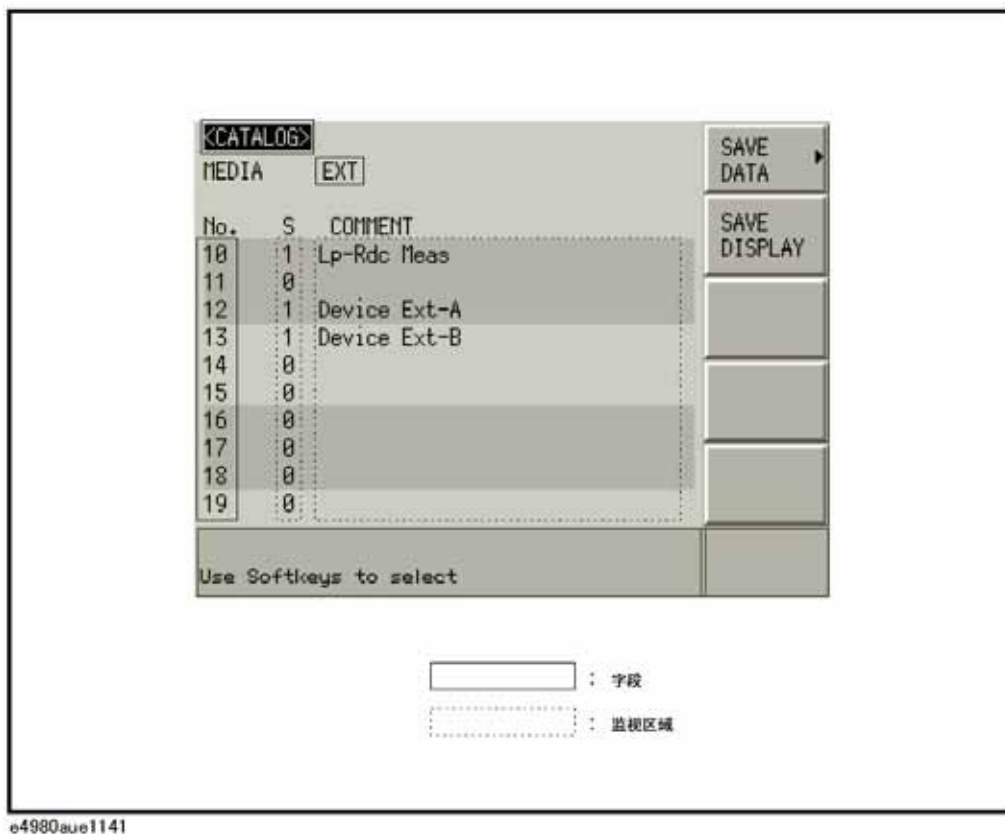 <CATALOG>
MEDIA EXT
No. S COMMENT
10 1 Lp-Rdc Meas
11 0
12 1 Device Ext-A
13 1 Device Ext-B
14 0
15 0
16 0
17 0
18 0
19 0
Use Softkeys to select
SAVE
DATA
SAVE
DISPLAY
: 字段
: 监视区域
e4980aue1141